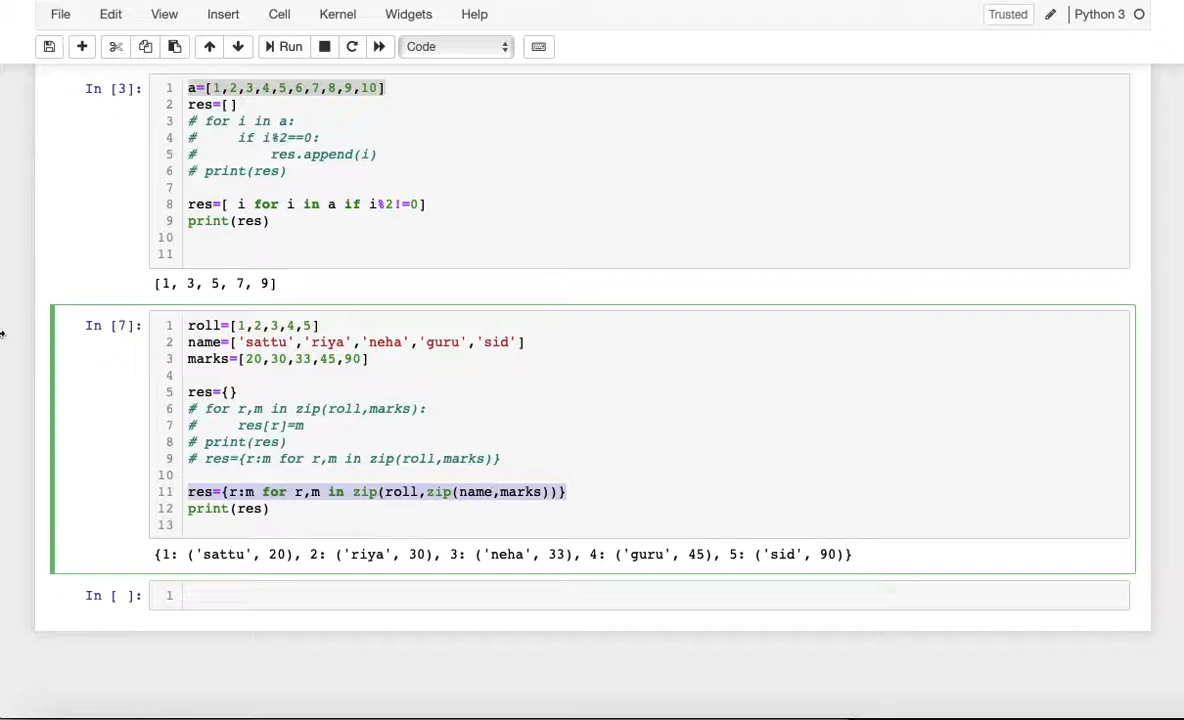 File Edit View Insert Cell Kernel Widgets Help Trusted Python 3
Run Code
In [3]: 1 a=[1,2,3,4,5,6,7,8,9,10]
2 res=[]
3 # for i in a:
4 #     if i%2==0:
5 #         res.append(i)
6 # print(res)
7
8 res=[ i for i in a if i%2!=0]
9 print(res)
10
11
[1, 3, 5, 7, 9]
In [7]: 1 roll=[1,2,3,4,5]
2 name=['sattu','riya','neha','guru','sid']
3 marks=[20,30,33,45,90]
4
5 res={}
6 # for r,m in zip(roll,marks):
7 #     res[r]=m
8 # print(res)
9 # res={r:m for r,m in zip(roll,marks)}
10
11 res={r:m for r,m in zip(roll,zip(name,marks))}
12 print(res)
13
{1: ('sattu', 20), 2: ('riya', 30), 3: ('neha', 33), 4: ('guru', 45), 5: ('sid', 90)}
In [ ]: 1